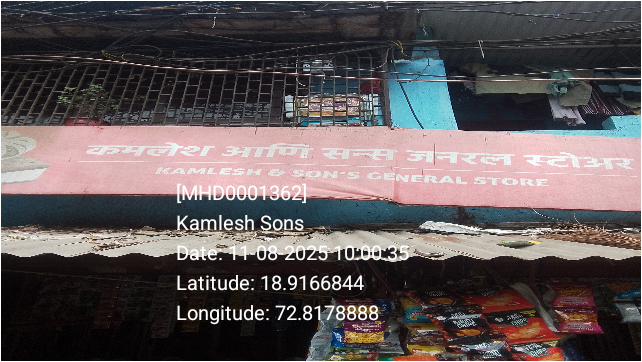 कमलेश आणि सन्स जनरल स्टोअर
KAMLESH & SON'S GENERAL STORE
[MHD0001362]
Kamlesh Sons
Date: 11-08-2025 10:00:35
Latitude: 18.9166844
Longitude: 72.8178888